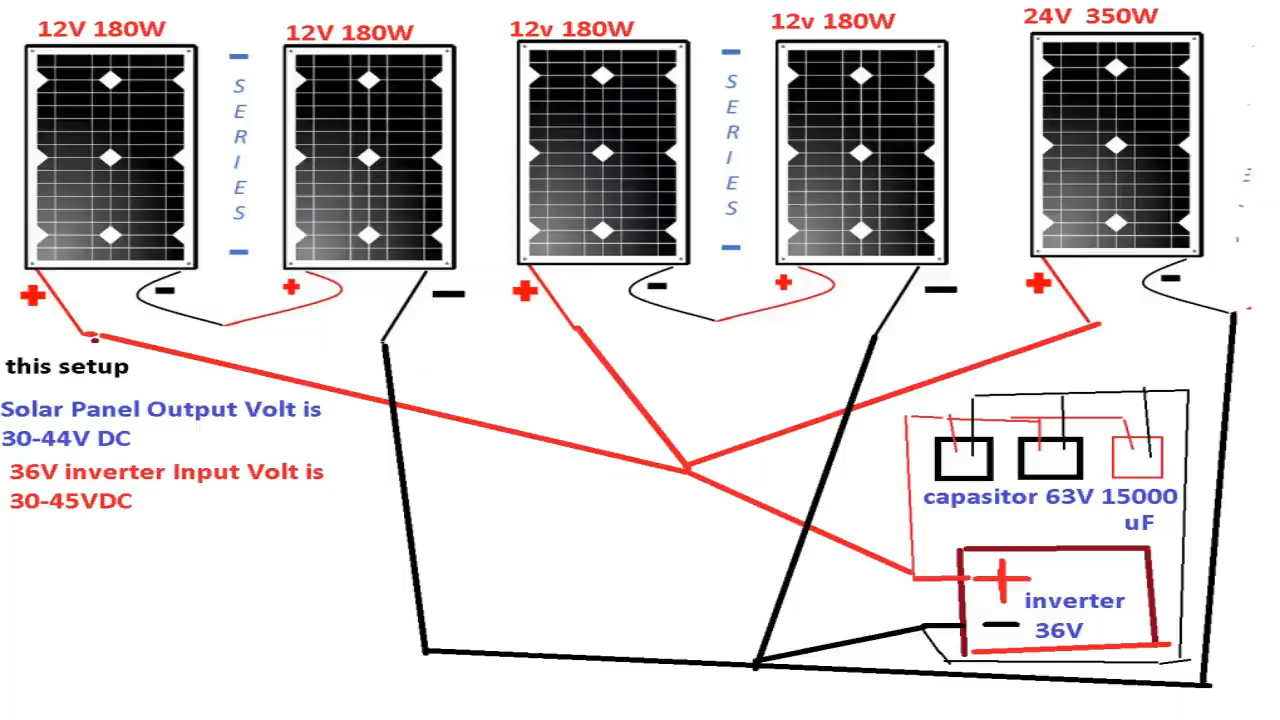 12V 180W
12V 180W
12v 180W
12v 180W
24V 350W
- SERIES -
- SERIES -
+ - + -
+ - + -
+ -
this setup
Solar Panel Output Volt is
30-44V DC
36V inverter Input Volt is
30-45VDC
capasitor 63V 15000
uF
+
inverter
- 36V